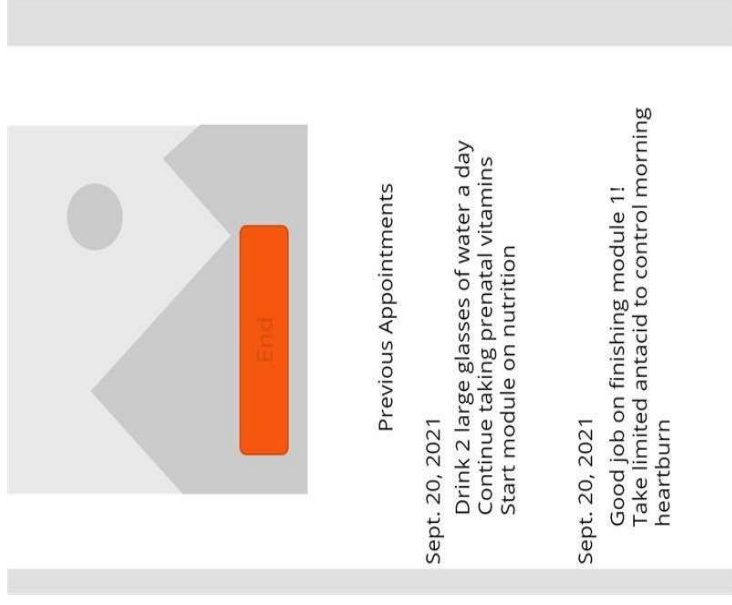 End
Previous Appointments
Sept. 20, 2021
Drink 2 large glasses of water a day
Continue taking prenatal vitamins
Start module on nutrition
Sept. 20, 2021
Good job on finishing module 1!
Take limited antacid to control morning
heartburn